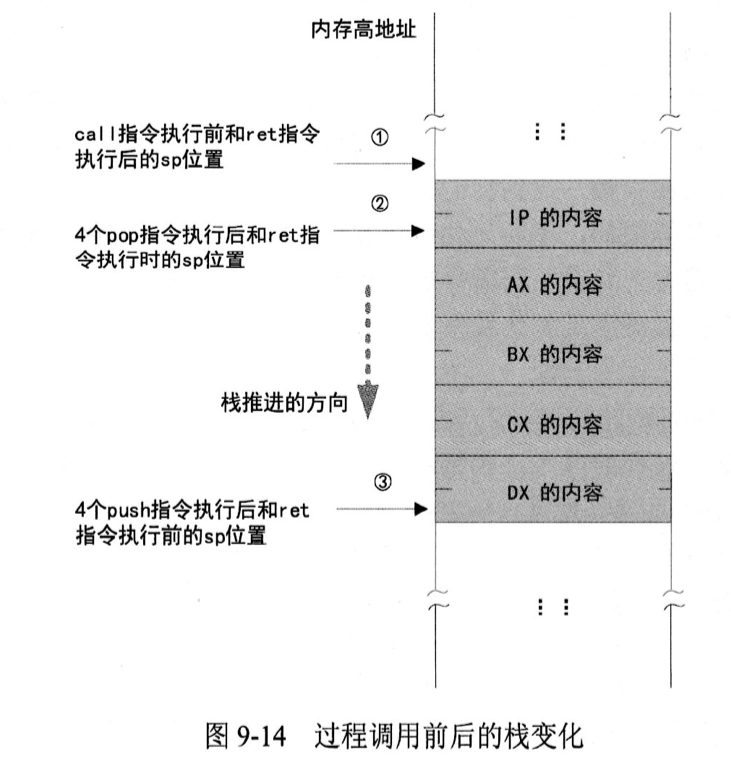 内存高地址
①
call指令执行前和ret指令
执行后的sp位置
②
4个pop指令执行后和ret指
令执行时的sp位置
栈推进的方向
③
4个push指令执行后和ret
指令执行前的sp位置
IP 的内容
AX 的内容
BX 的内容
CX 的内容
DX 的内容
图 9-14 过程调用前后的栈变化